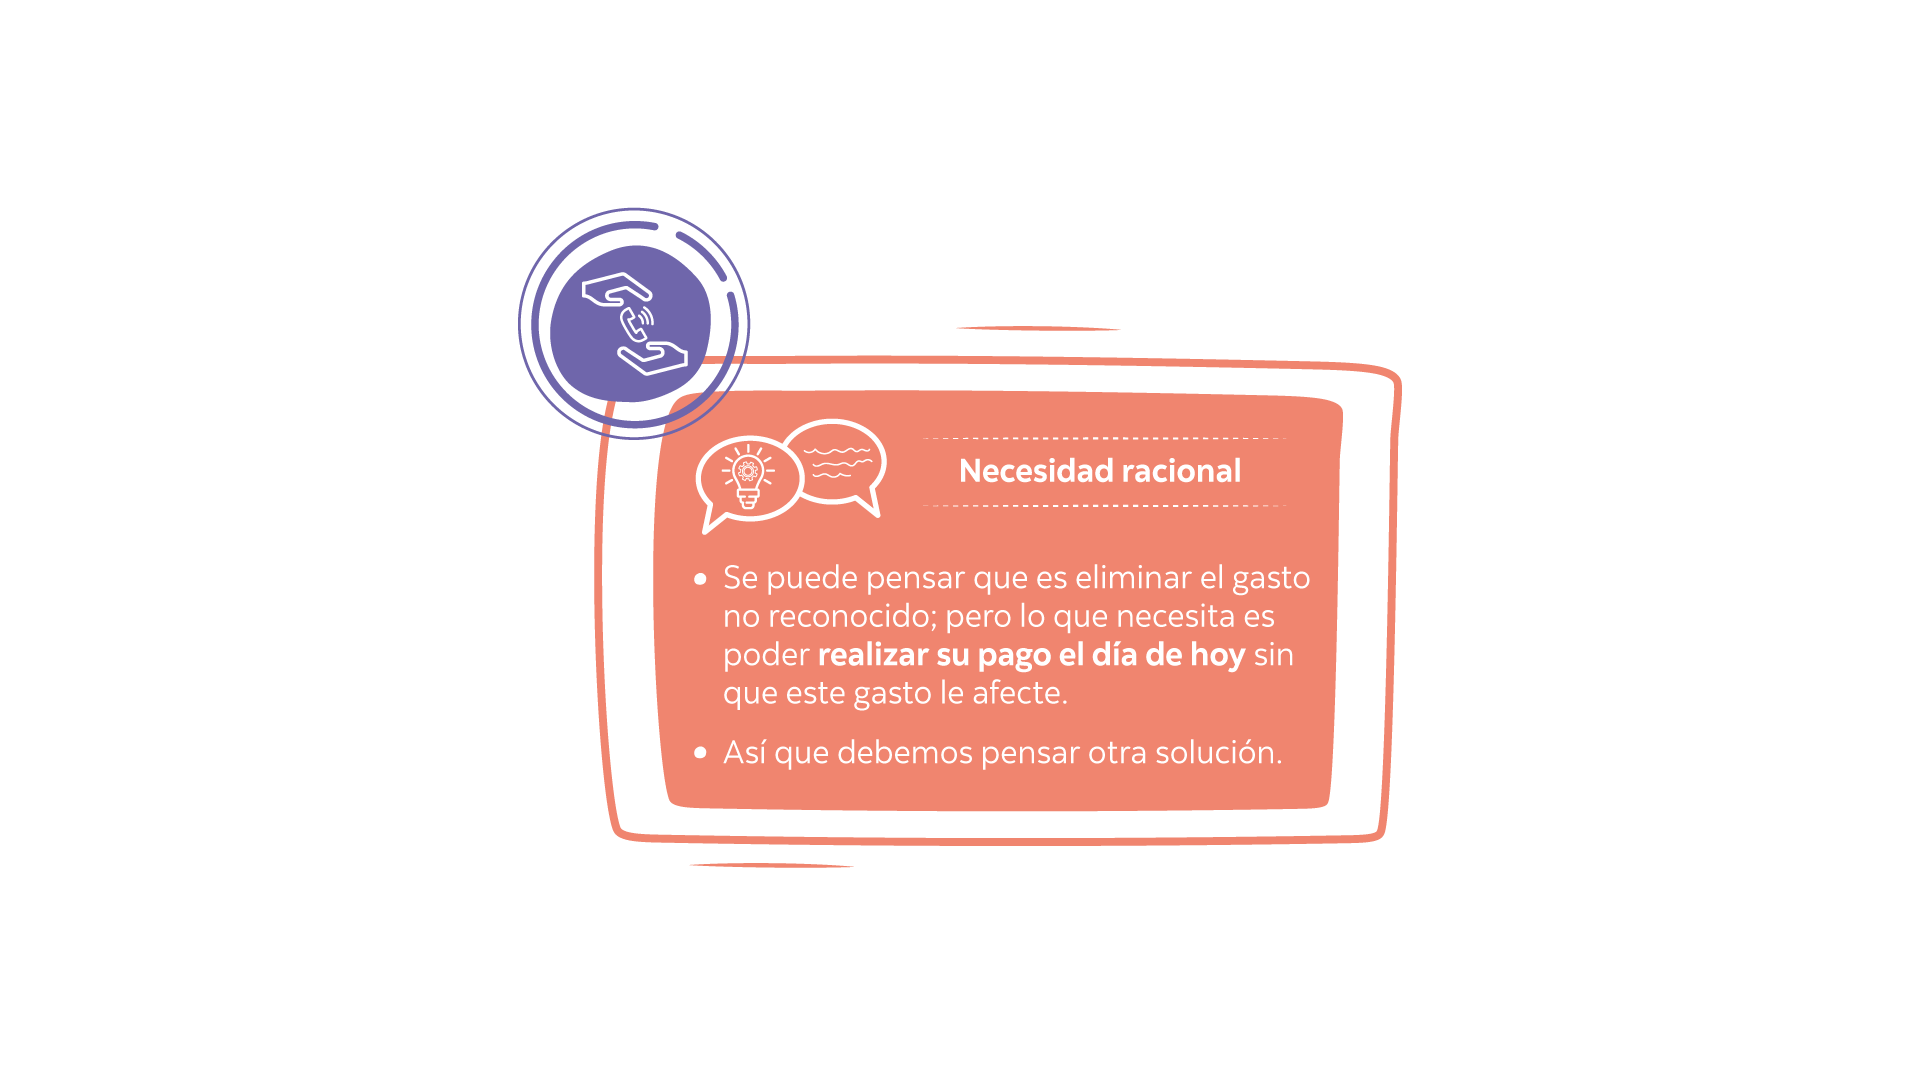 Necesidad racional
• Se puede pensar que es eliminar el gasto
no reconocido; pero lo que necesita es
poder realizar su pago el día de hoy sin
que este gasto le afecte.
• Así que debemos pensar otra solución.